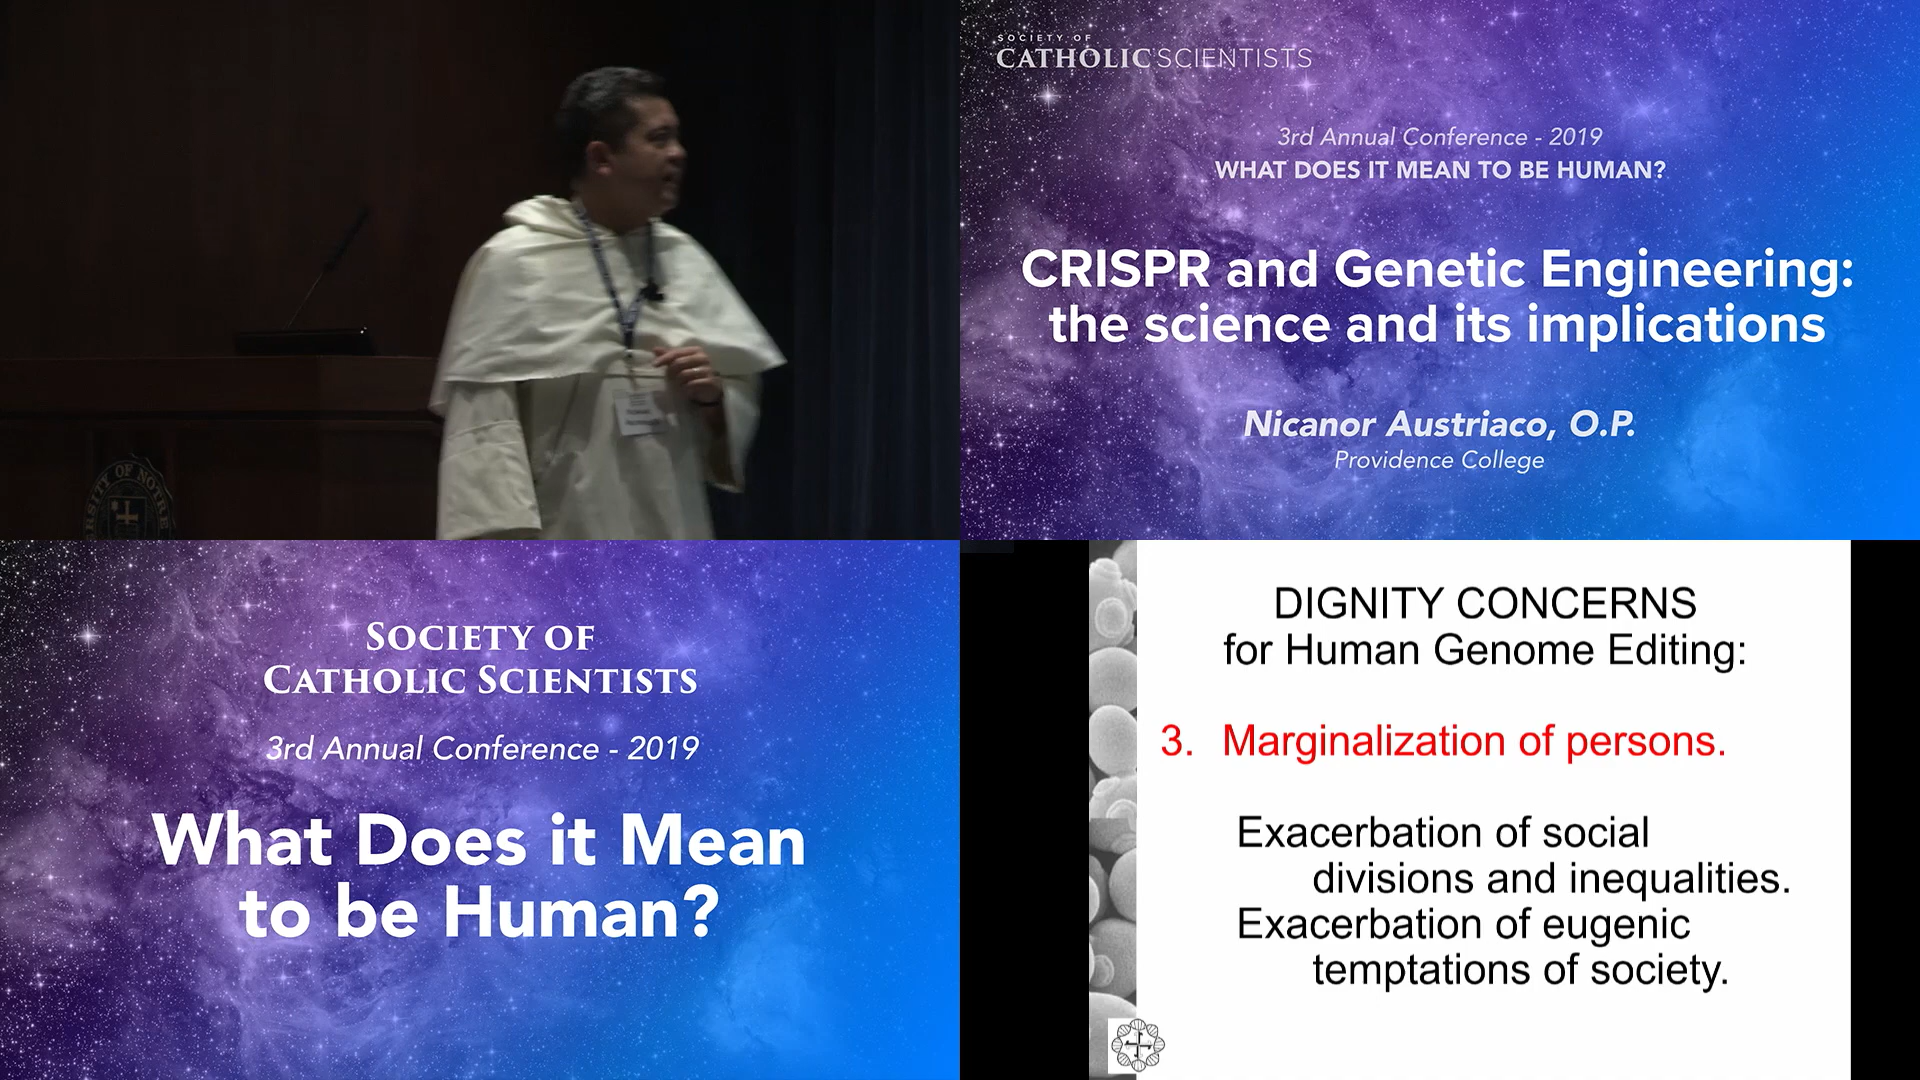 SITY OF NOTRE
SOCIETY OF
CATHOLIC SCIENTISTS
3rd Annual Conference - 2019
WHAT DOES IT MEAN TO BE HUMAN?
CRISPR and Genetic Engineering:
the science and its implications
Nicanor Austriaco, O.P.
Providence College
SOCIETY OF
CATHOLIC SCIENTISTS
3rd Annual Conference - 2019
What Does it Mean
to be Human?
DIGNITY CONCERNS
for Human Genome Editing:
3. Marginalization of persons.
Exacerbation of social
divisions and inequalities.
Exacerbation of eugenic
temptations of society.